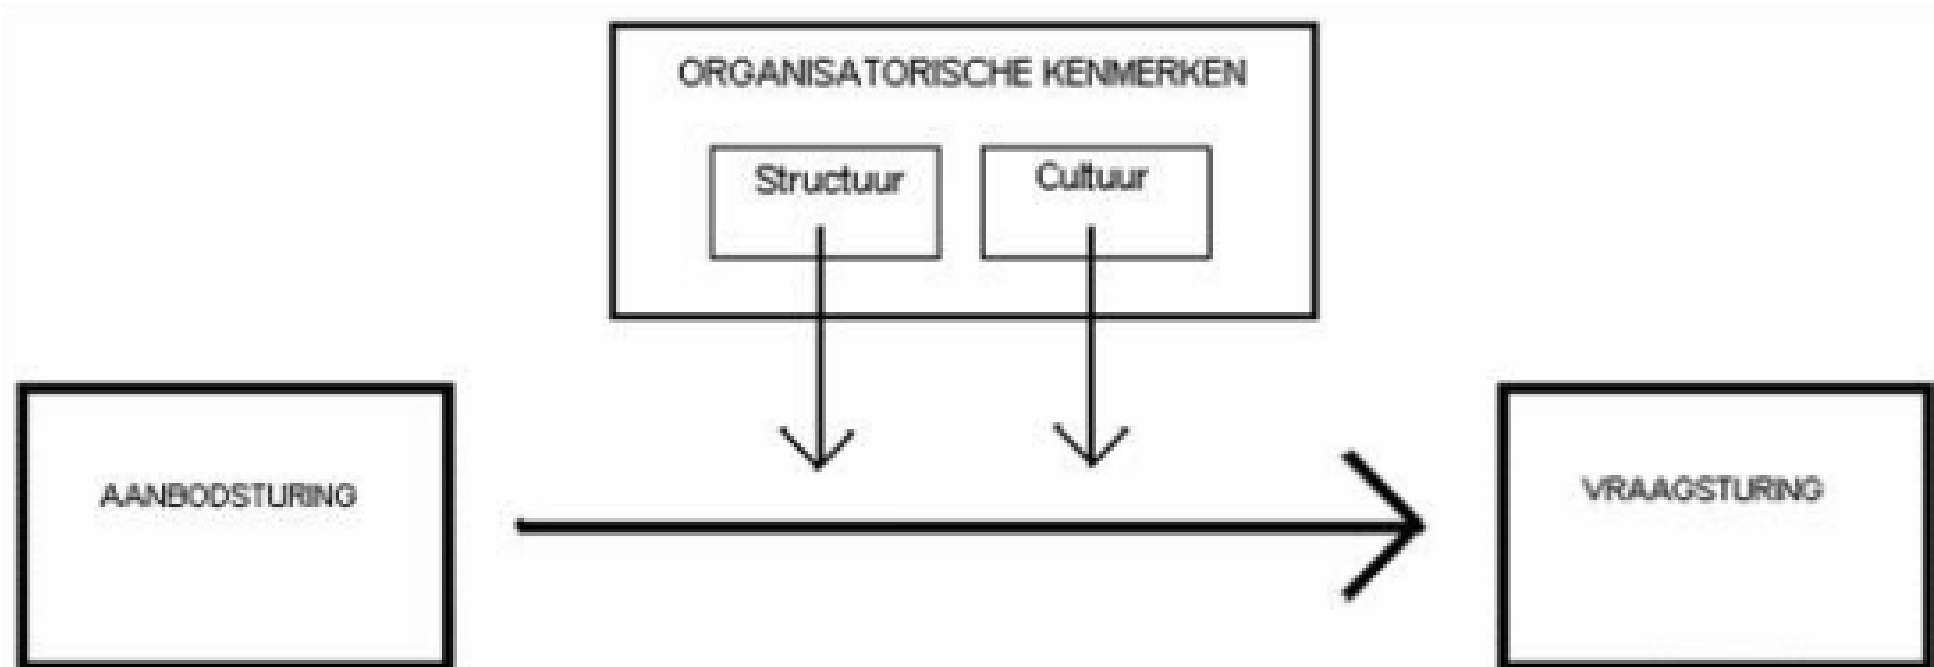 ORGANISATORISCHE KENMERKEN
Structuur
Cultuur
AANBODSTURING
VRAAGSTURING